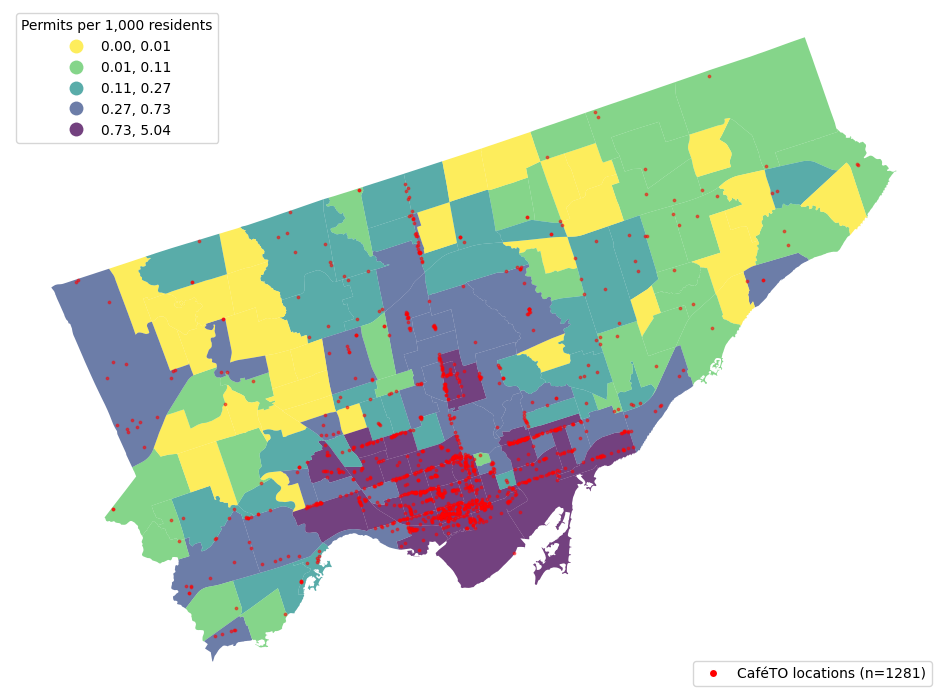 Permits per 1,000 residents
0.00, 0.01
0.01, 0.11
0.11, 0.27
0.27, 0.73
0.73, 5.04
CaféTO locations (n=1281)